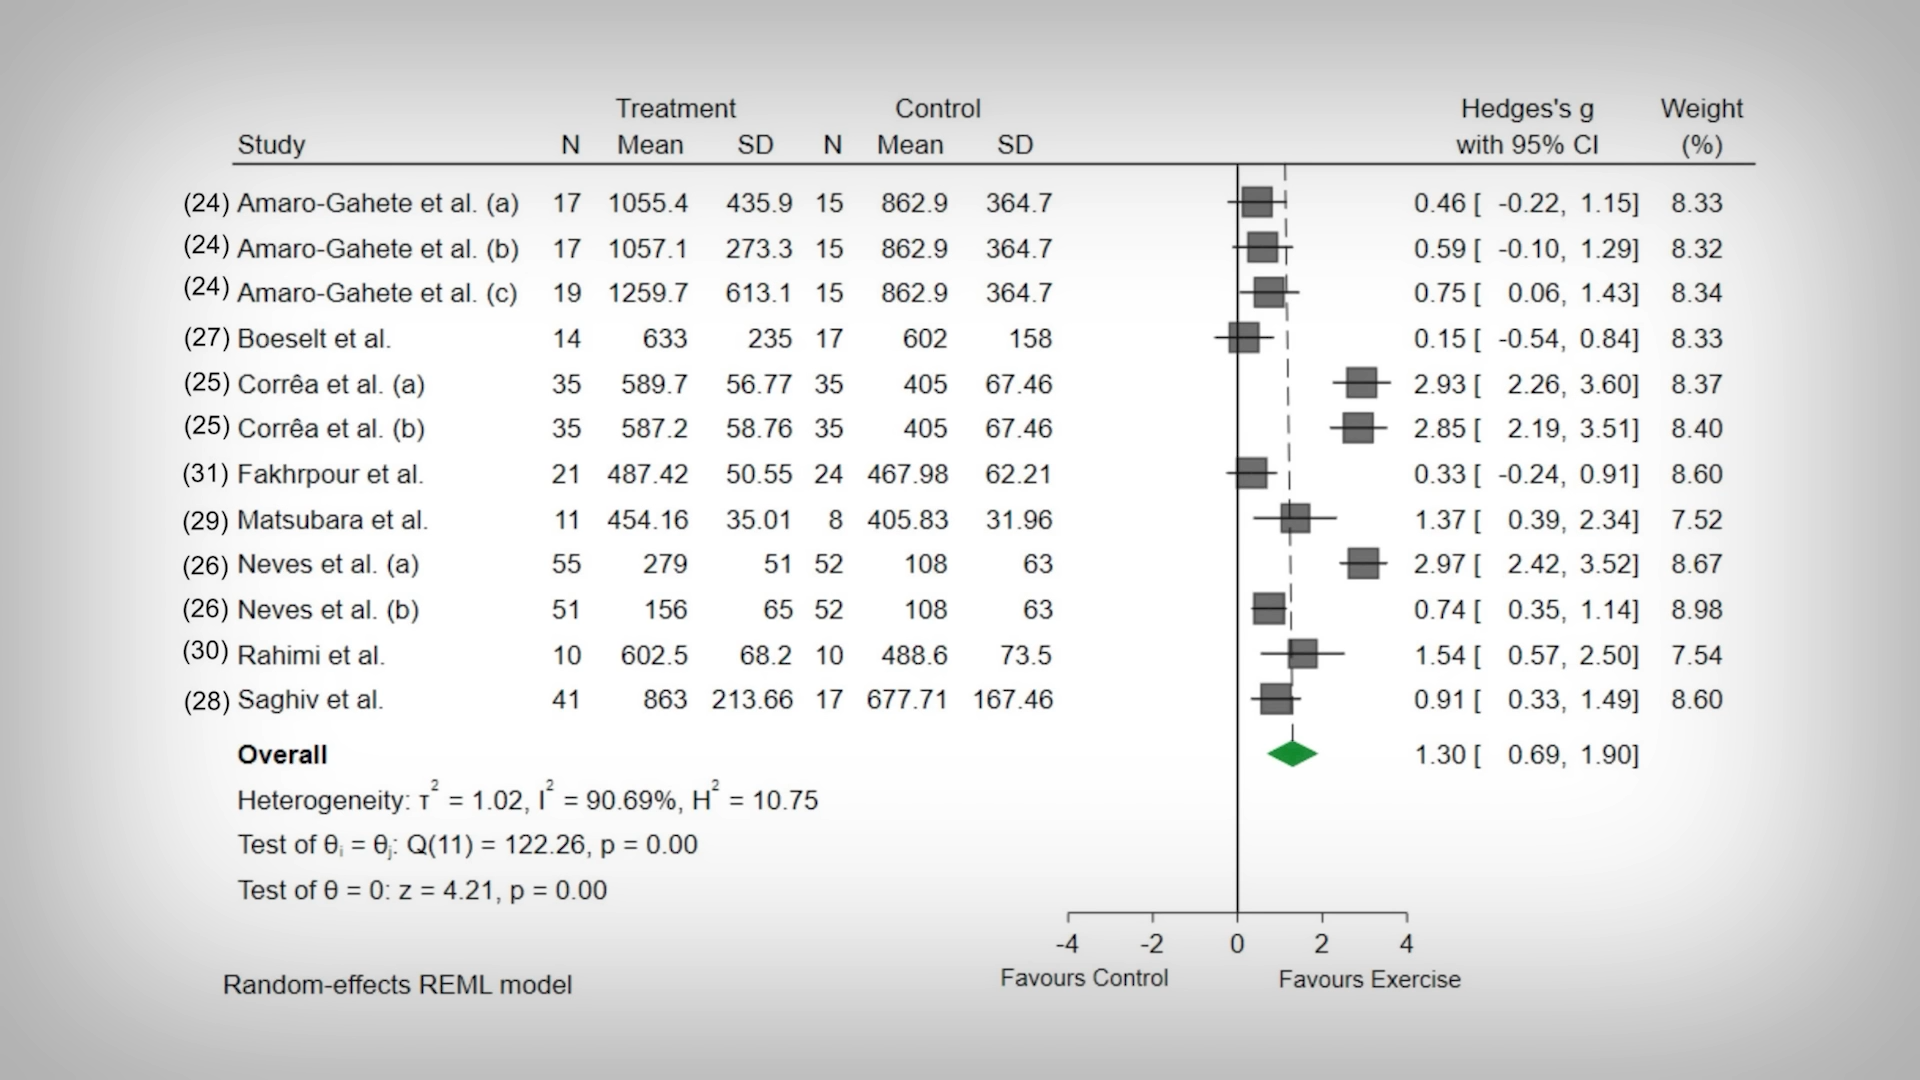 Treatment Control Hedges's g Weight
Study N Mean SD N Mean SD with 95% CI (%)
(24) Amaro-Gahete et al. (a) 17 1055.4 435.9 15 862.9 364.7 0.46 [ -0.22, 1.15] 8.33
(24) Amaro-Gahete et al. (b) 17 1057.1 273.3 15 862.9 364.7 0.59 [ -0.10, 1.29] 8.32
(24) Amaro-Gahete et al. (c) 19 1259.7 613.1 15 862.9 364.7 0.75 [ 0.06, 1.43] 8.34
(27) Boeselt et al. 14 633 235 17 602 158 0.15 [ -0.54, 0.84] 8.33
(25) Corrêa et al. (a) 35 589.7 56.77 35 405 67.46 2.93 [ 2.26, 3.60] 8.37
(25) Corrêa et al. (b) 35 587.2 58.76 35 405 67.46 2.85 [ 2.19, 3.51] 8.40
(31) Fakhrpour et al. 21 487.42 50.55 24 467.98 62.21 0.33 [ -0.24, 0.91] 8.60
(29) Matsubara et al. 11 454.16 35.01 8 405.83 31.96 1.37 [ 0.39, 2.34] 7.52
(26) Neves et al. (a) 55 279 51 52 108 63 2.97 [ 2.42, 3.52] 8.67
(26) Neves et al. (b) 51 156 65 52 108 63 0.74 [ 0.35, 1.14] 8.98
(30) Rahimi et al. 10 602.5 68.2 10 488.6 73.5 1.54 [ 0.57, 2.50] 7.54
(28) Saghiv et al. 41 863 213.66 17 677.71 167.46 0.91 [ 0.33, 1.49] 8.60
Overall 1.30 [ 0.69, 1.90]
Heterogeneity: τ² = 1.02, I² = 90.69%, H² = 10.75
Test of θᵢ = θⱼ: Q(11) = 122.26, p = 0.00
Test of θ = 0: z = 4.21, p = 0.00
-4 -2 0 2 4
Favours Control Favours Exercise
Random-effects REML model